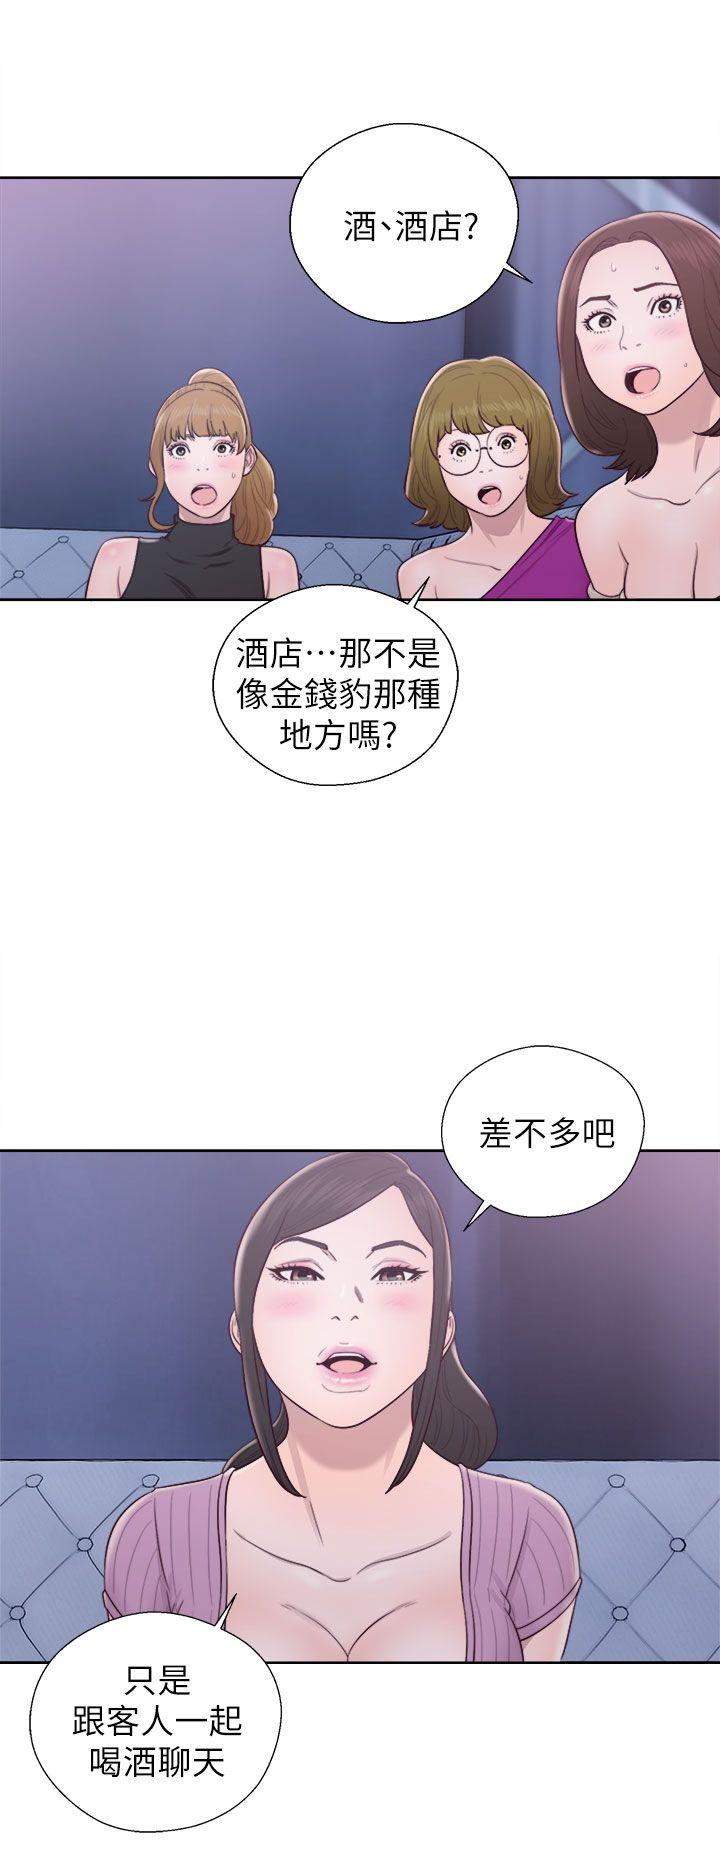 酒、酒店?
酒店⋯那不是
像金錢豹那種
地方嗎?
差不多吧
只是
跟客人一起
喝酒聊天